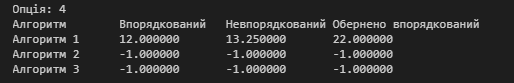 Опція: 4
Алгоритм Впорядкований Невпорядкований Обернено впорядкований
Алгоритм 1 12.000000 13.250000 22.000000
Алгоритм 2 -1.000000 -1.000000 -1.000000
Алгоритм 3 -1.000000 -1.000000 -1.000000